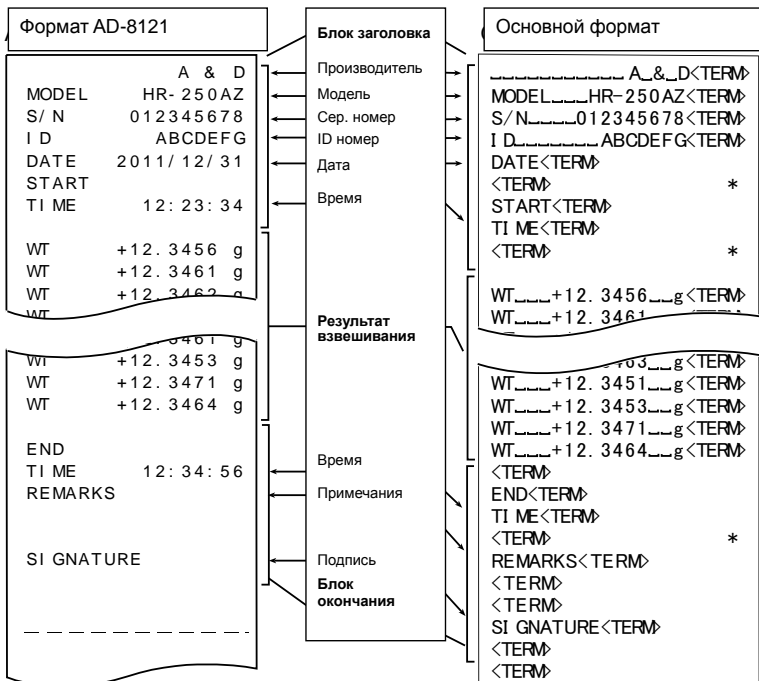 Формат AD-8121
A & D
MODEL HR-250AZ
S/N 012345678
ID ABCDEFG
DATE 2011/12/31
START
TIME 12:23:34
WT +12.3456 g
WT +12.3461 g
WT +12.3462 g
WT
WT +12.3453 g
WT +12.3471 g
WT +12.3464 g
END
TIME 12:34:56
REMARKS
SIGNATURE
Блок заголовка
Производитель
Модель
Сер. номер
ID номер
Дата
Время
Результат
взвешивания
Время
Примечания
Подпись
Блок
окончания
Основной формат
␣␣␣␣␣␣␣␣␣␣␣A␣&␣D<TERM>
MODEL␣␣␣HR-250AZ<TERM>
S/N␣␣␣␣012345678<TERM>
ID␣␣␣␣␣␣␣ABCDEFG<TERM>
DATE<TERM>
<TERM> *
START<TERM>
TIME<TERM>
<TERM> *
WT␣␣␣+12.3456␣␣g<TERM>
WT␣␣␣+12.3461
␣␣g<TERM>
WT␣␣␣+12.3451␣␣g<TERM>
WT␣␣␣+12.3453␣␣g<TERM>
WT␣␣␣+12.3471␣␣g<TERM>
WT␣␣␣+12.3464␣␣g<TERM>
<TERM>
END<TERM>
TIME<TERM>
<TERM> *
REMARKS<TERM>
<TERM>
<TERM>
SIGNATURE<TERM>
<TERM>
<TERM>